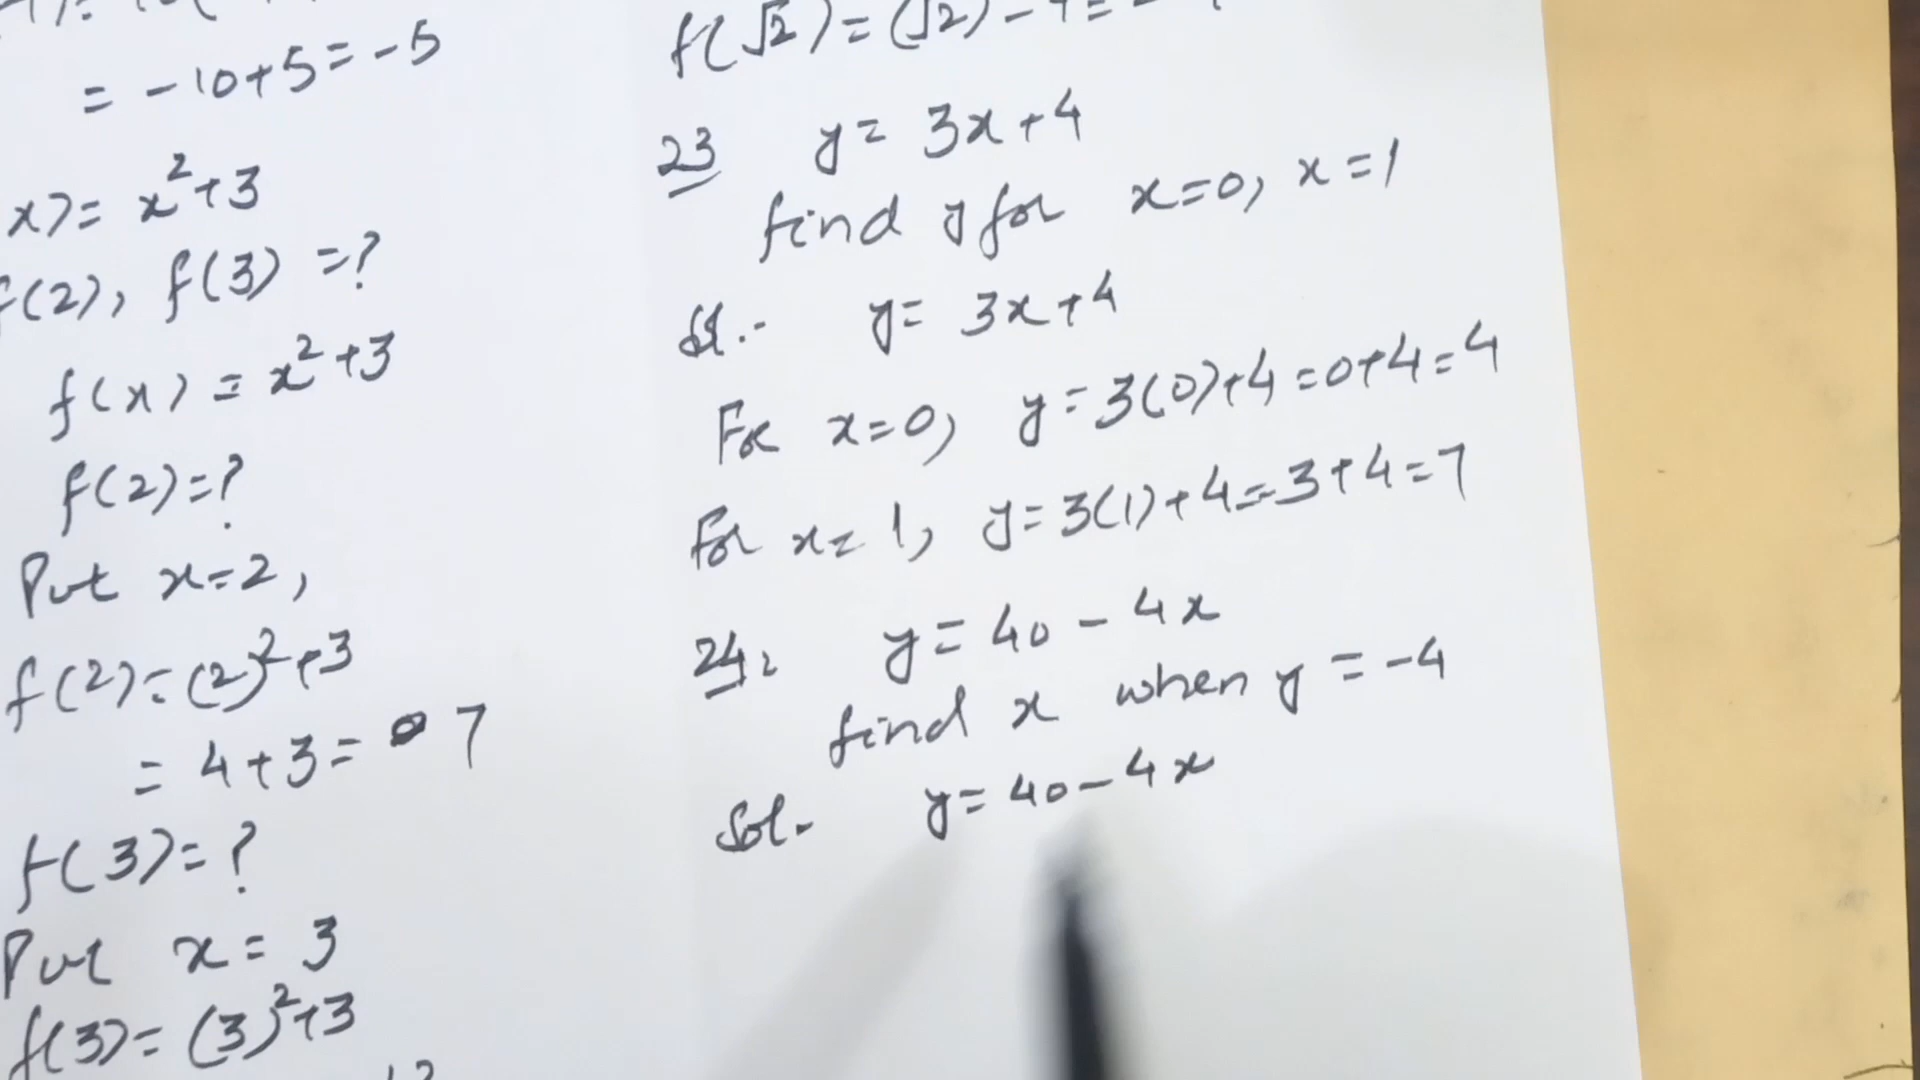 = -10+5 = -5
x) = x²+3
f(2), f(3) = ?
f(x) = x²+3
f(2) = ?
Put x=2,
f(2) = (2)²+3
= 4+3 = 7
f(3) = ?
Put x = 3
f(3) = (3)²+3
f(√2) = (√2) - 
23 y = 3x+4
find y for x=0, x=1
Sol.- y = 3x+4
For x=0, y = 3(0)+4 = 0+4 = 4
For x = 1, y = 3(1)+4 = 3+4 = 7
24. y = 40 - 4x
find x when y = -4
Sol. y = 40 - 4x